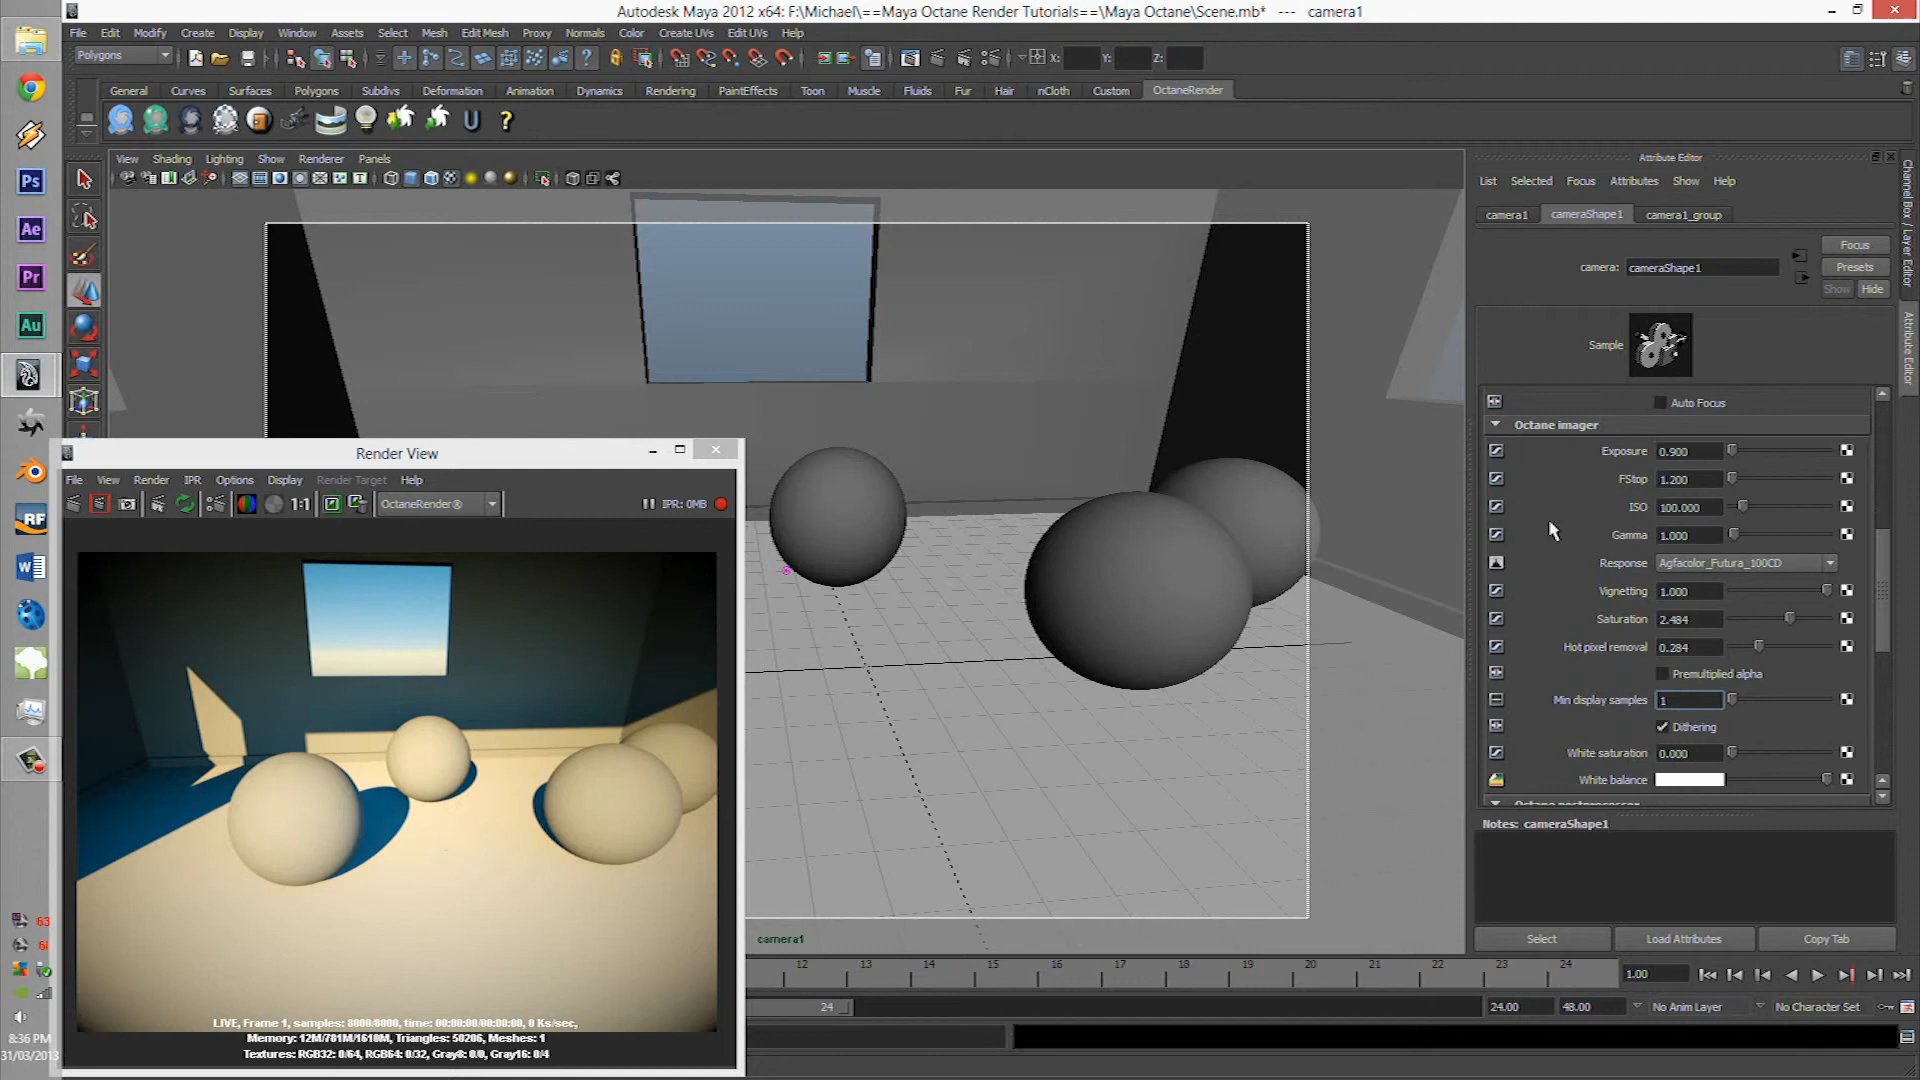 Autodesk Maya 2012 x64: F:\Michael\==Maya Octane Render Tutorials==\Maya Octane\Scene.mb* --- camera1
File Edit Modify Create Display Window Assets Select Mesh Edit Mesh Proxy Normals Color Create UVs Edit UVs Help
Polygons X: Y: Z:
General Curves Surfaces Polygons Subdivs Deformation Animation Dynamics Rendering PaintEffects Toon Muscle Fluids Fur Hair nCloth Custom OctaneRender
View Shading Lighting Show Renderer Panels
Attribute Editor
List Selected Focus Attributes Show Help
camera1 cameraShape1 camera1_group
Focus
camera: cameraShape1 Presets
Show Hide
Sample
Auto Focus
Octane imager
Exposure 0.900
FStop 1.200
ISO 100.000
Gamma 1.000
Response Agfacolor_Futura_100CD
Vignetting 1.000
Saturation 2.484
Hot pixel removal 0.284
Premultiplied alpha
Min display samples 1
Dithering
White saturation 0.000
White balance
Octane postprocessor
Notes: cameraShape1
Select Load Attributes Copy Tab
Channel Box / Layer Editor
Attribute Editor
Ps
Ae
Pr
Au
RF
W
Render View
File View Render IPR Options Display Render Target Help
1:1 OctaneRender® IPR: 0MB
LIVE, Frame 1, samples: 8000/8000, time: 00:00:00/00:00:00, 0 Ks/sec,
Memory: 12M/781M/1610M, Triangles: 50206, Meshes: 1
Textures: RGB32: 0/64, RGB64: 0/32, Gray8: 0/8, Gray16: 0/4
camera1
12 13 14 15 16 17 18 19 20 21 22 23 24 1.00
24 24.00 48.00 No Anim Layer No Character Set
63
8:36 PM
31/03/2013